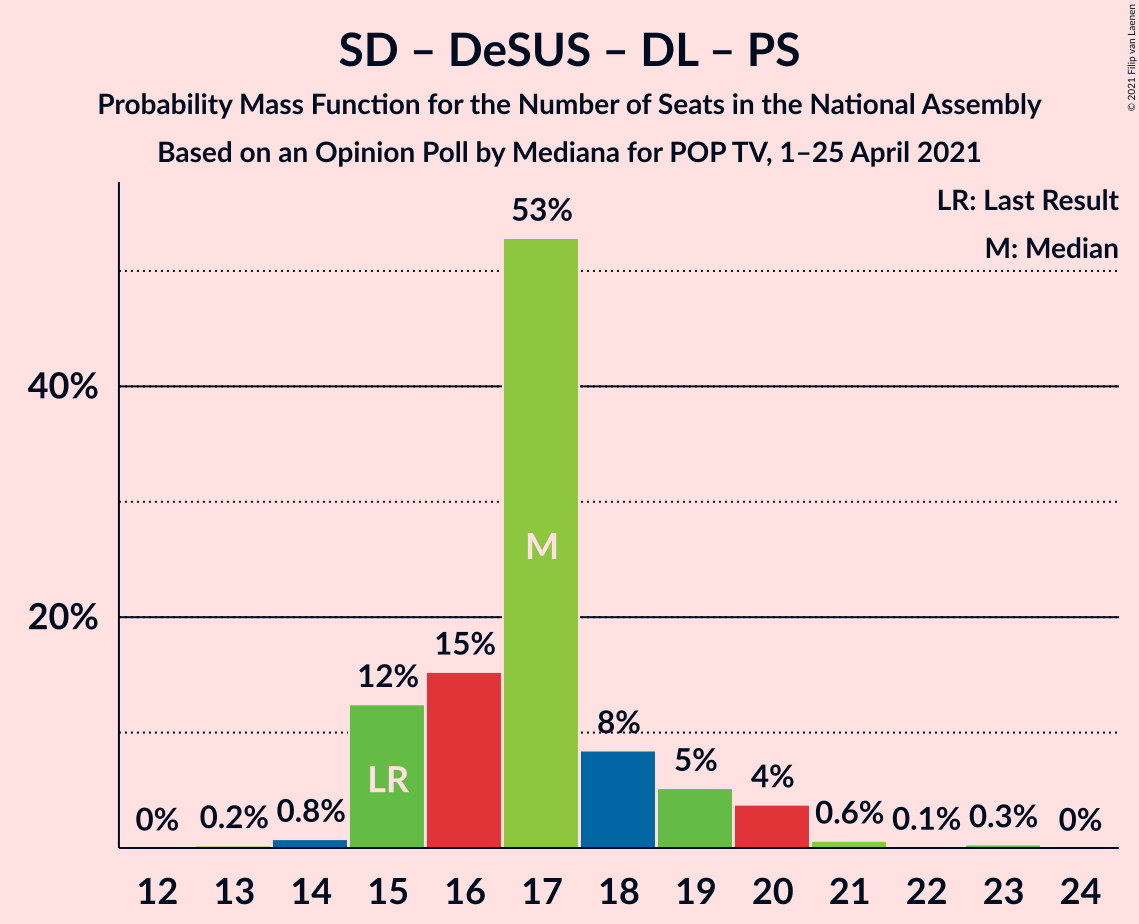 SD – DeSUS – DL – PS
Probability Mass Function for the Number of Seats in the National Assembly
Based on an Opinion Poll by Mediana for POP TV, 1–25 April 2021
© 2021 Filip van Laenen
LR: Last Result
M: Median
53%
40%
M
20%
15%
12%
8%
5%
4%
LR
0% 0.2% 0.8% 0.6% 0.1% 0.3% 0%
12 13 14 15 16 17 18 19 20 21 22 23 24